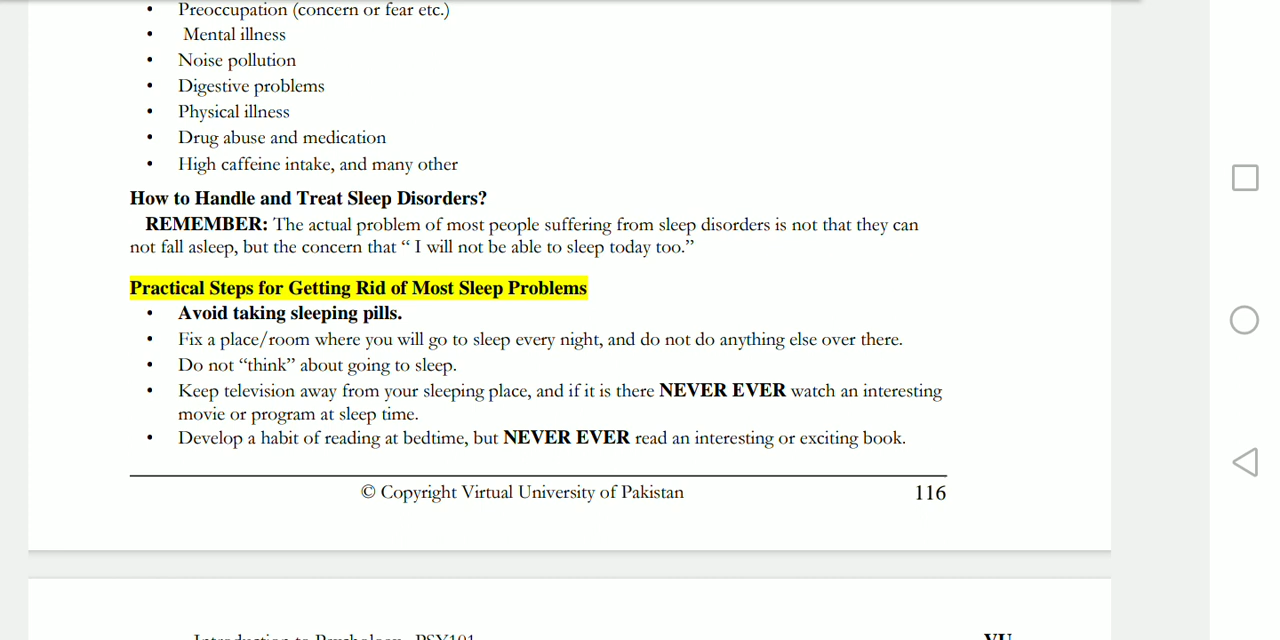 • Preoccupation (concern or fear etc.)
• Mental illness
• Noise pollution
• Digestive problems
• Physical illness
• Drug abuse and medication
• High caffeine intake, and many other
How to Handle and Treat Sleep Disorders?
REMEMBER: The actual problem of most people suffering from sleep disorders is not that they can
not fall asleep, but the concern that “ I will not be able to sleep today too.”
Practical Steps for Getting Rid of Most Sleep Problems
• Avoid taking sleeping pills.
• Fix a place/room where you will go to sleep every night, and do not do anything else over there.
• Do not “think” about going to sleep.
• Keep television away from your sleeping place, and if it is there NEVER EVER watch an interesting
movie or program at sleep time.
• Develop a habit of reading at bedtime, but NEVER EVER read an interesting or exciting book.
© Copyright Virtual University of Pakistan 116
Introduction to Psychology PSY101 VU